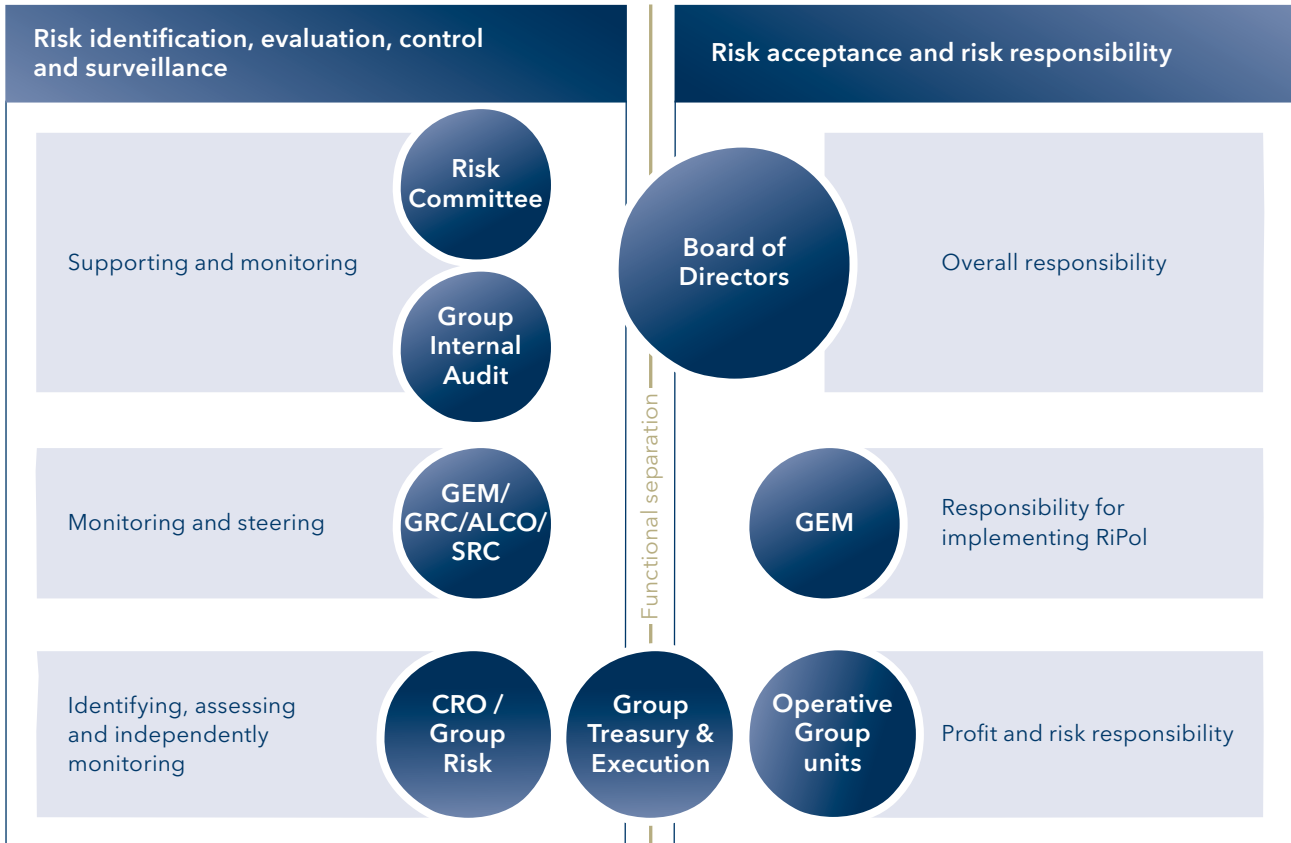 Risk identification, evaluation, control
and surveillance
Risk acceptance and risk responsibility
Supporting and monitoring
Risk
Committee
Group
Internal
Audit
Board of
Directors
Overall responsibility
Functional separation
Monitoring and steering
GEM/
GRC/ALCO/
SRC
GEM
Responsibility for
implementing RiPol
Identifying, assessing
and independently
monitoring
CRO /
Group
Risk
Group
Treasury &
Execution
Operative
Group
units
Profit and risk responsibility